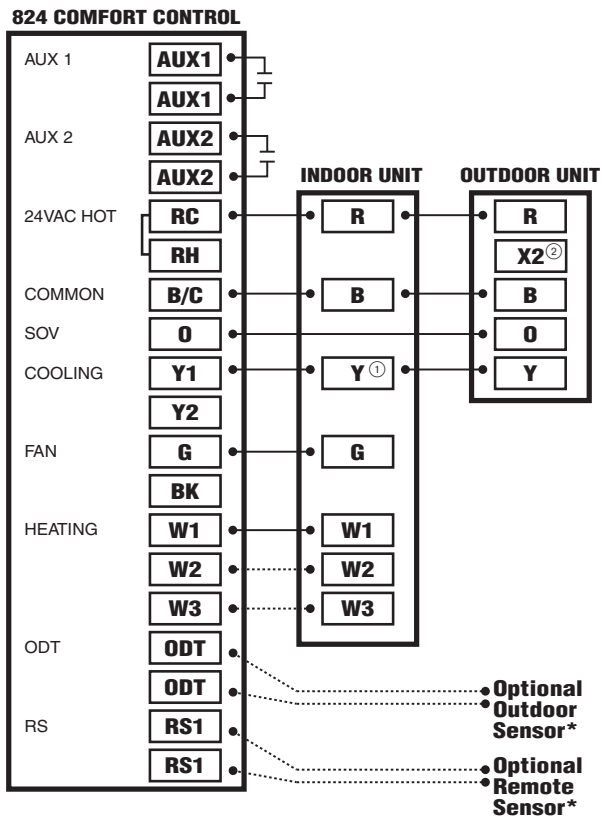 824 COMFORT CONTROL
AUX 1 AUX1
AUX1
AUX 2 AUX2
AUX2
INDOOR UNIT OUTDOOR UNIT
24VAC HOT RC R R
RH X2②
COMMON B/C B B
SOV O O
COOLING Y1 Y① Y
Y2
FAN G G
BK
HEATING W1 W1
W2 W2
W3 W3
ODT ODT
ODT
Optional
Outdoor
Sensor*
RS RS1
RS1
Optional
Remote
Sensor*